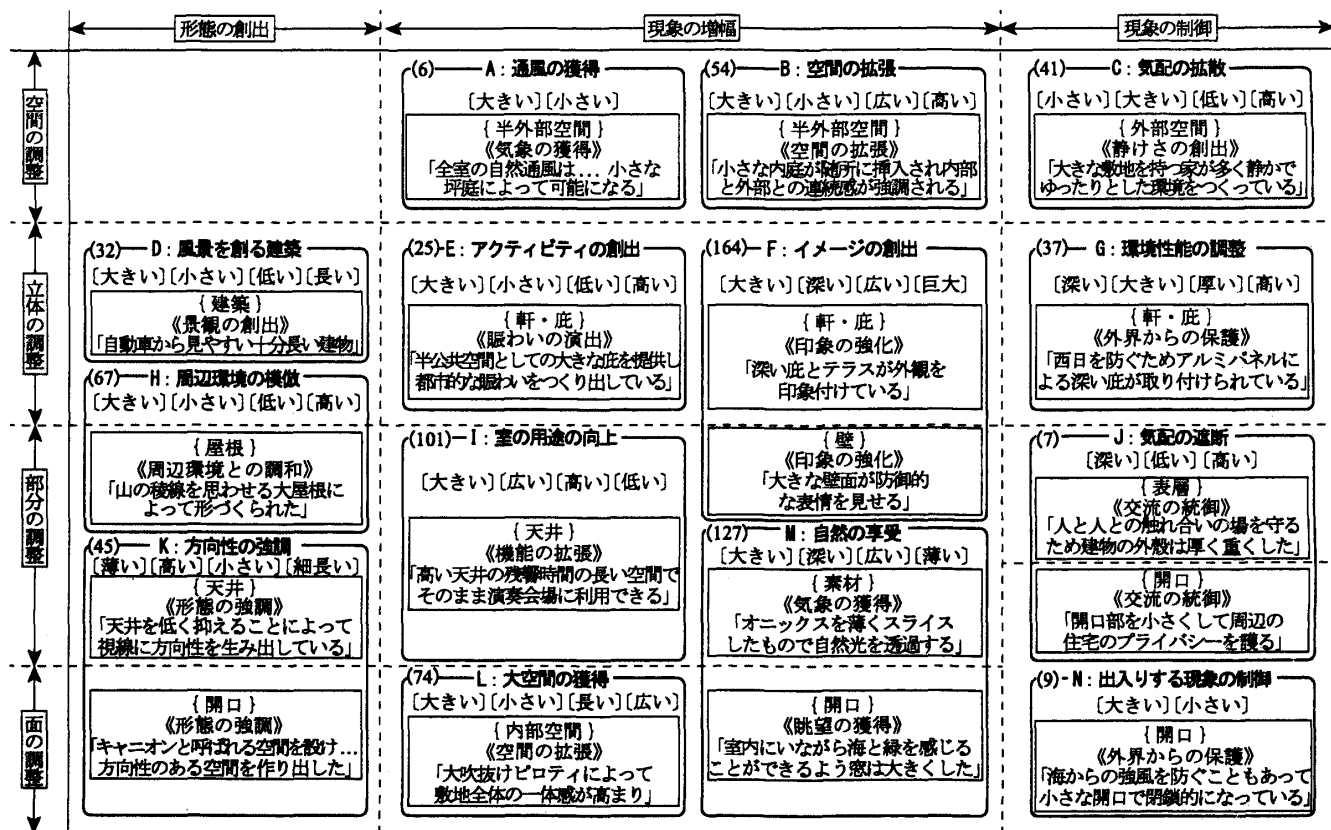 形態の創出
現象の増幅
現象の制御
空間の調整
(6) A：通風の獲得
[大きい][小さい]
{ 半外部空間 }
《気象の獲得》
「全室の自然通風は... 小さな
坪庭によって可能になる」
(54) B：空間の拡張
[大きい][小さい][広い][高い]
{ 半外部空間 }
《空間の拡張》
「小さな内庭が随所に挿入され内部
と外部との連続感が強調される」
(41) C：気配の拡散
[小さい][大きい][低い][高い]
{ 外部空間 }
《静けさの創出》
「大きな敷地を持つ家が多く静かで
ゆったりとした環境をつくっている」
立体の調整
(32) D：風景を創る建築
[大きい][小さい][低い][長い]
{ 建築 }
《景観の創出》
「自動車から見やすい十分長い建物」
(25) E：アクティビティの創出
[大きい][小さい][低い][高い]
{ 軒・庇 }
《賑わいの演出》
「半公共空間としての大きな庇を提供し
都市的な賑わいをつくり出している」
(164) F：イメージの創出
[大きい][深い][広い][巨大]
{ 軒・庇 }
《印象の強化》
「深い庇とテラスが外観を
印象付けている」
(37) G：環境性能の調整
[深い][大きい][厚い][高い]
{ 軒・庇 }
《外界からの保護》
「西日を防ぐためアルミパネルに
よる深い庇が取り付けられている」
(67) H：周辺環境の模倣
[大きい][小さい][低い][高い]
部分の調整
{ 屋根 }
《周辺環境との調和》
「山の稜線を思わせる大屋根に
よって形づくられた」
(101) I：室の用途の向上
[大きい][広い][高い][低い]
{ 天井 }
《機能の拡張》
「高い天井の残響時間の長い空間で
そのまま演奏会場に利用できる」
{ 壁 }
《印象の強化》
「大きな壁面が防御的
な表情を見せる」
(7) J：気配の遮断
[深い][低い][高い]
{ 表層 }
《交流の統御》
「人と人との触れ合いの場を守る
ため建物の外殻は厚く重くした」
(45) K：方向性の強調
[薄い][高い][小さい][細長い]
{ 天井 }
《形態の強調》
「天井を低く抑えることによって
視線に方向性を生み出している」
(127) M：自然の享受
[大きい][深い][広い][薄い]
{ 素材 }
《気象の獲得》
「オニックスを薄くスライス
したもので自然光を透過する」
{ 開口 }
《交流の統御》
「開口部を小さくして周辺の
住宅のプライバシーを護る」
面の調整
{ 開口 }
《形態の強調》
「キャニオンと呼ばれる空間を設け...
方向性のある空間を作り出した」
(74) L：大空間の獲得
[大きい][小さい][長い][広い]
{ 内部空間 }
《空間の拡張》
「大吹抜けピロティによって
敷地全体の一体感が高まり」
{ 開口 }
《眺望の獲得》
「室内にいながら海と緑を感じる
ことができるよう窓は大きくした」
(9) N：出入りする現象の制御
[大きい][小さい]
{ 開口 }
《外界からの保護》
「海からの強風を防ぐこともあって
小さな開口で閉鎖的になっている」